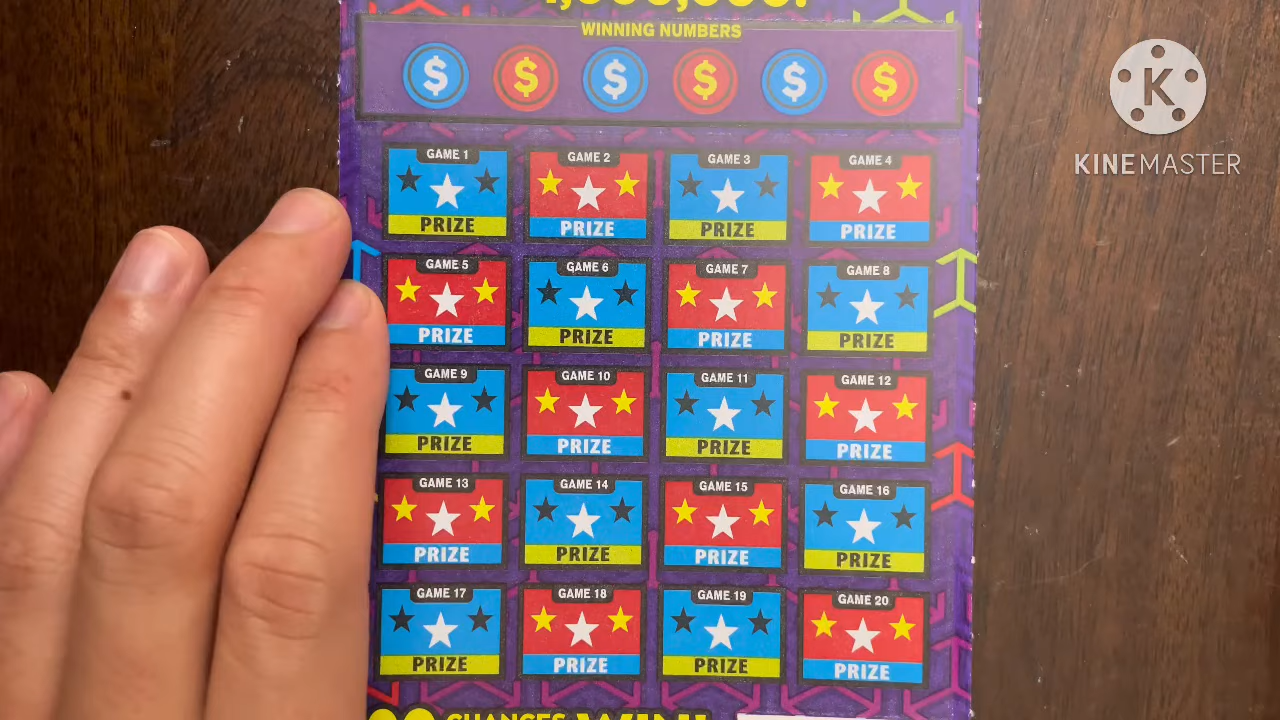 WINNING NUMBERS
$ $ $ $ $ $
K
KINEMASTER
GAME 1 GAME 2 GAME 3 GAME 4
PRIZE PRIZE PRIZE PRIZE
GAME 5 GAME 6 GAME 7 GAME 8
PRIZE PRIZE PRIZE PRIZE
GAME 9 GAME 10 GAME 11 GAME 12
PRIZE PRIZE PRIZE PRIZE
GAME 13 GAME 14 GAME 15 GAME 16
PRIZE PRIZE PRIZE PRIZE
GAME 17 GAME 18 GAME 19 GAME 20
PRIZE PRIZE PRIZE PRIZE
CHANCES WIN!